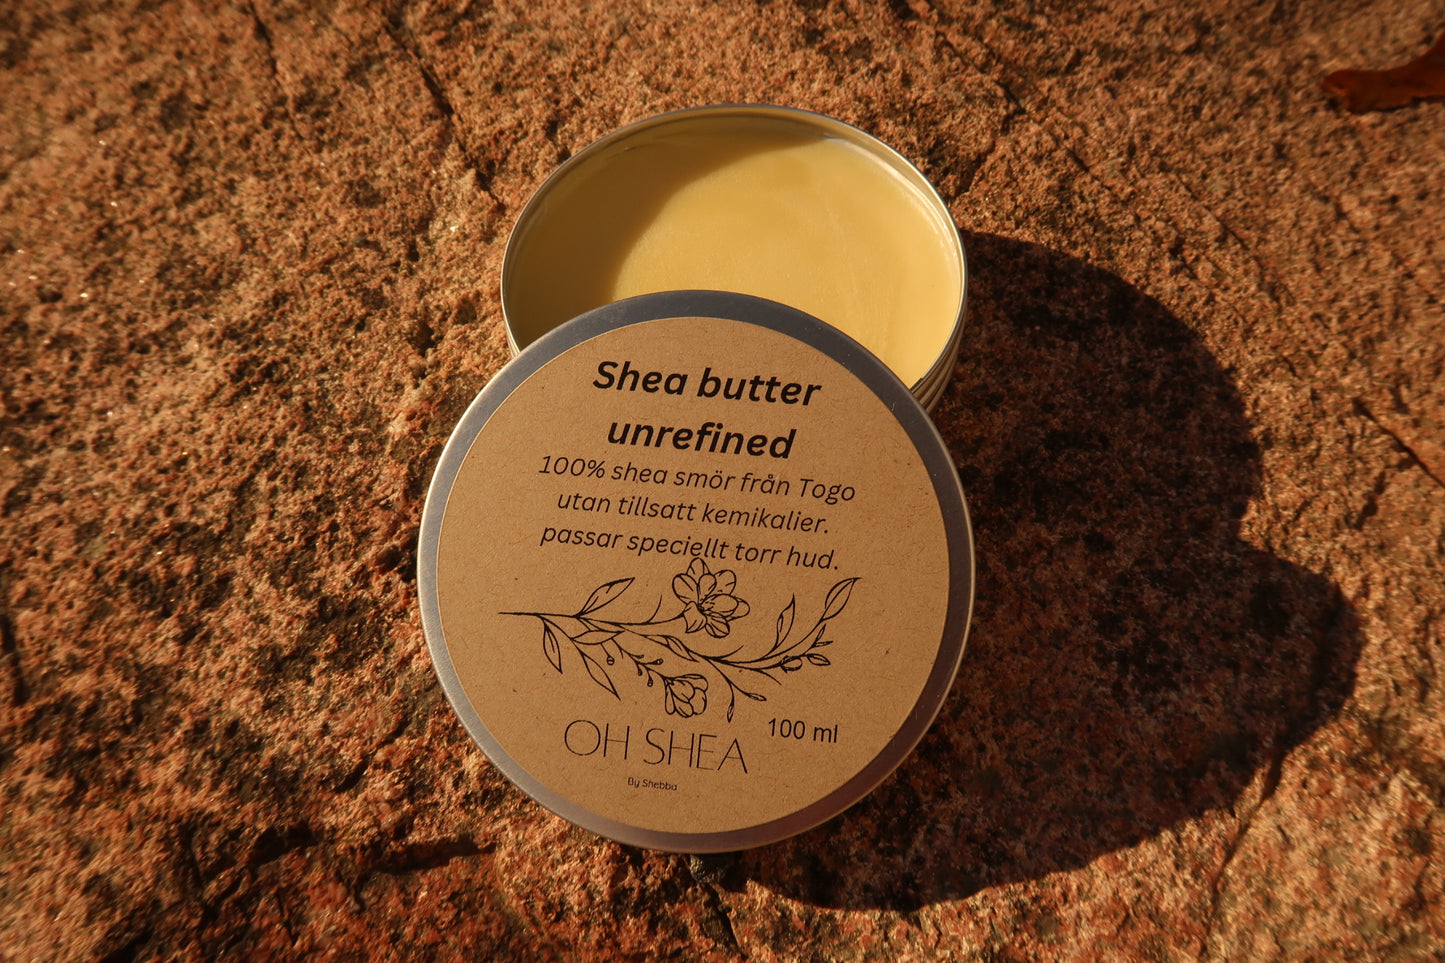 Shea butter
unrefined
100% shea smör från Togo
utan tillsatt kemikalier.
passar speciellt torr hud.
100 ml
OH SHEA
By Shebba